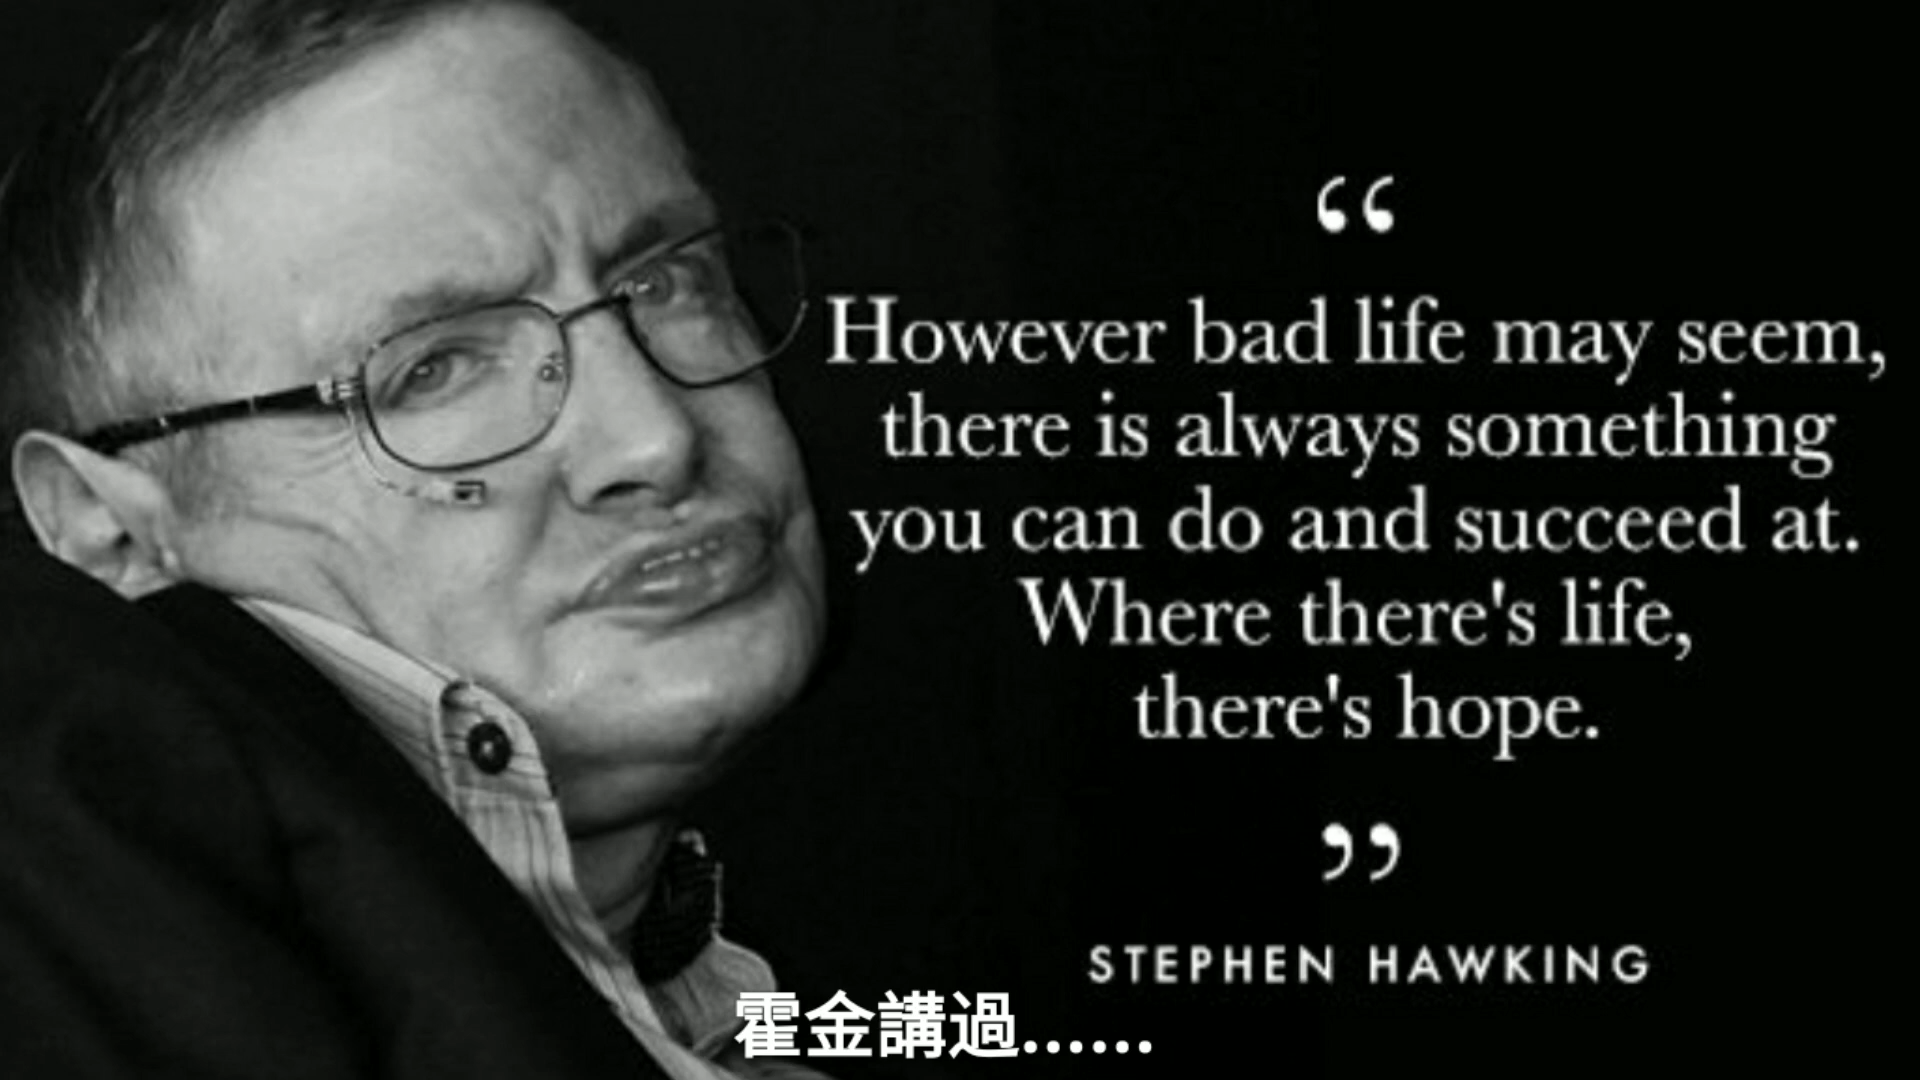 “
However bad life may seem,
there is always something
you can do and succeed at.
Where there's life,
there's hope.
”
STEPHEN HAWKING
霍金講過......